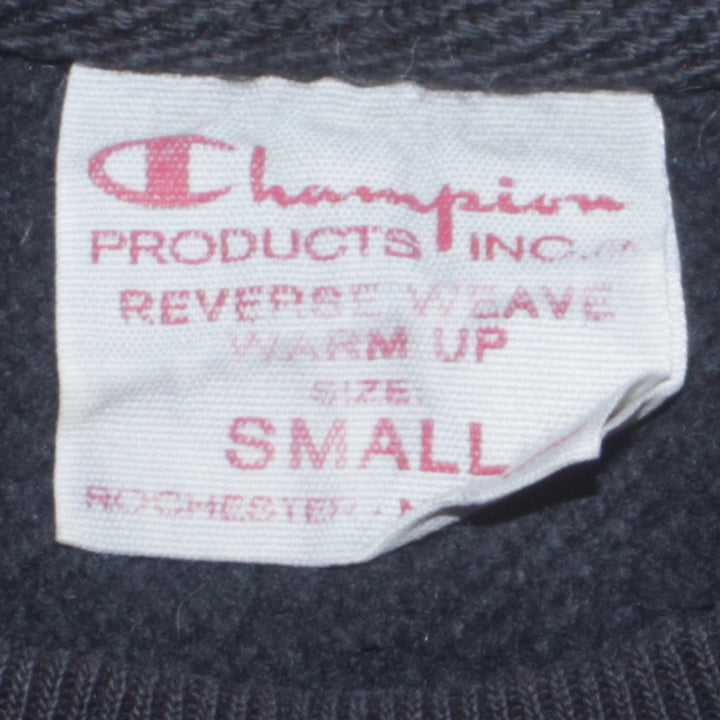 Champion
PRODUCTS INC.
REVERSE WEAVE
WARM UP
SIZE:
SMALL
ROCHESTER - N